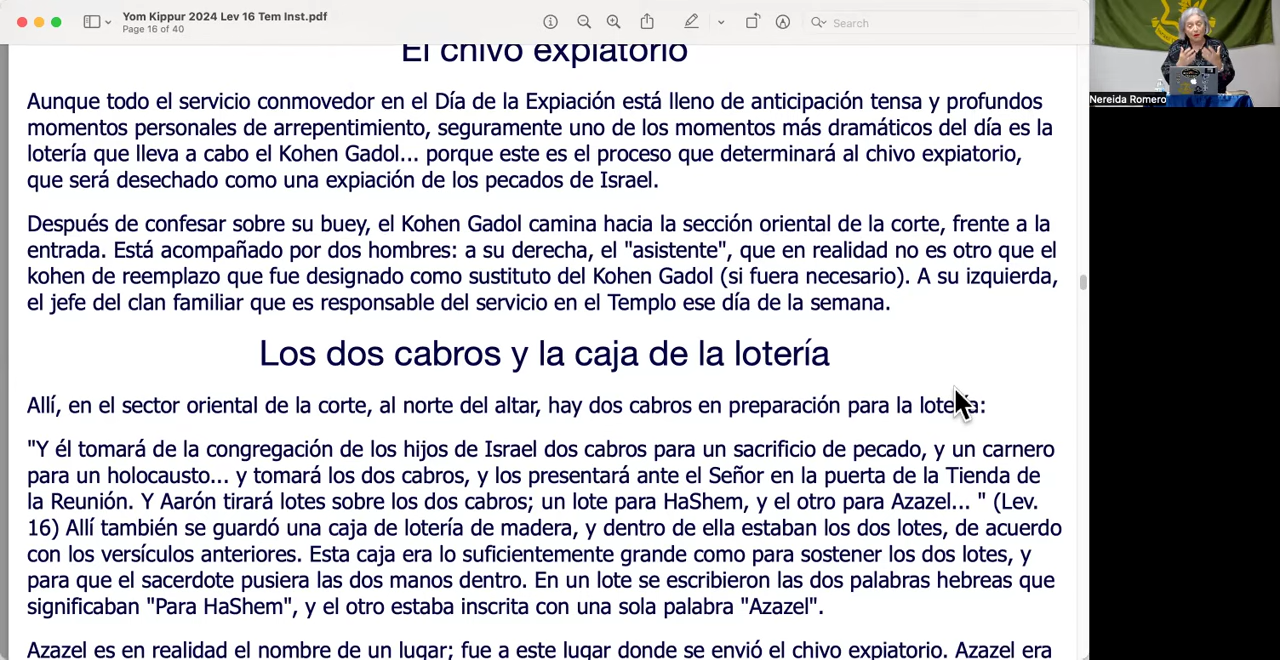 Yom Kippur 2024 Lev 16 Tem Inst.pdf
Page 16 of 40
Search
Nereida Romero
El chivo expiatorio
Aunque todo el servicio conmovedor en el Día de la Expiación está lleno de anticipación tensa y profundos
momentos personales de arrepentimiento, seguramente uno de los momentos más dramáticos del día es la
lotería que lleva a cabo el Kohen Gadol... porque este es el proceso que determinará al chivo expiatorio,
que será desechado como una expiación de los pecados de Israel.
Después de confesar sobre su buey, el Kohen Gadol camina hacia la sección oriental de la corte, frente a la
entrada. Está acompañado por dos hombres: a su derecha, el "asistente", que en realidad no es otro que el
kohen de reemplazo que fue designado como sustituto del Kohen Gadol (si fuera necesario). A su izquierda,
el jefe del clan familiar que es responsable del servicio en el Templo ese día de la semana.
Los dos cabros y la caja de la lotería
Allí, en el sector oriental de la corte, al norte del altar, hay dos cabros en preparación para la lotería:
"Y él tomará de la congregación de los hijos de Israel dos cabros para un sacrificio de pecado, y un carnero
para un holocausto... y tomará los dos cabros, y los presentará ante el Señor en la puerta de la Tienda de
la Reunión. Y Aarón tirará lotes sobre los dos cabros; un lote para HaShem, y el otro para Azazel... " (Lev.
16) Allí también se guardó una caja de lotería de madera, y dentro de ella estaban los dos lotes, de acuerdo
con los versículos anteriores. Esta caja era lo suficientemente grande como para sostener los dos lotes, y
para que el sacerdote pusiera las dos manos dentro. En un lote se escribieron las dos palabras hebreas que
significaban "Para HaShem", y el otro estaba inscrita con una sola palabra "Azazel".
Azazel es en realidad el nombre de un lugar; fue a este lugar donde se envió el chivo expiatorio. Azazel era